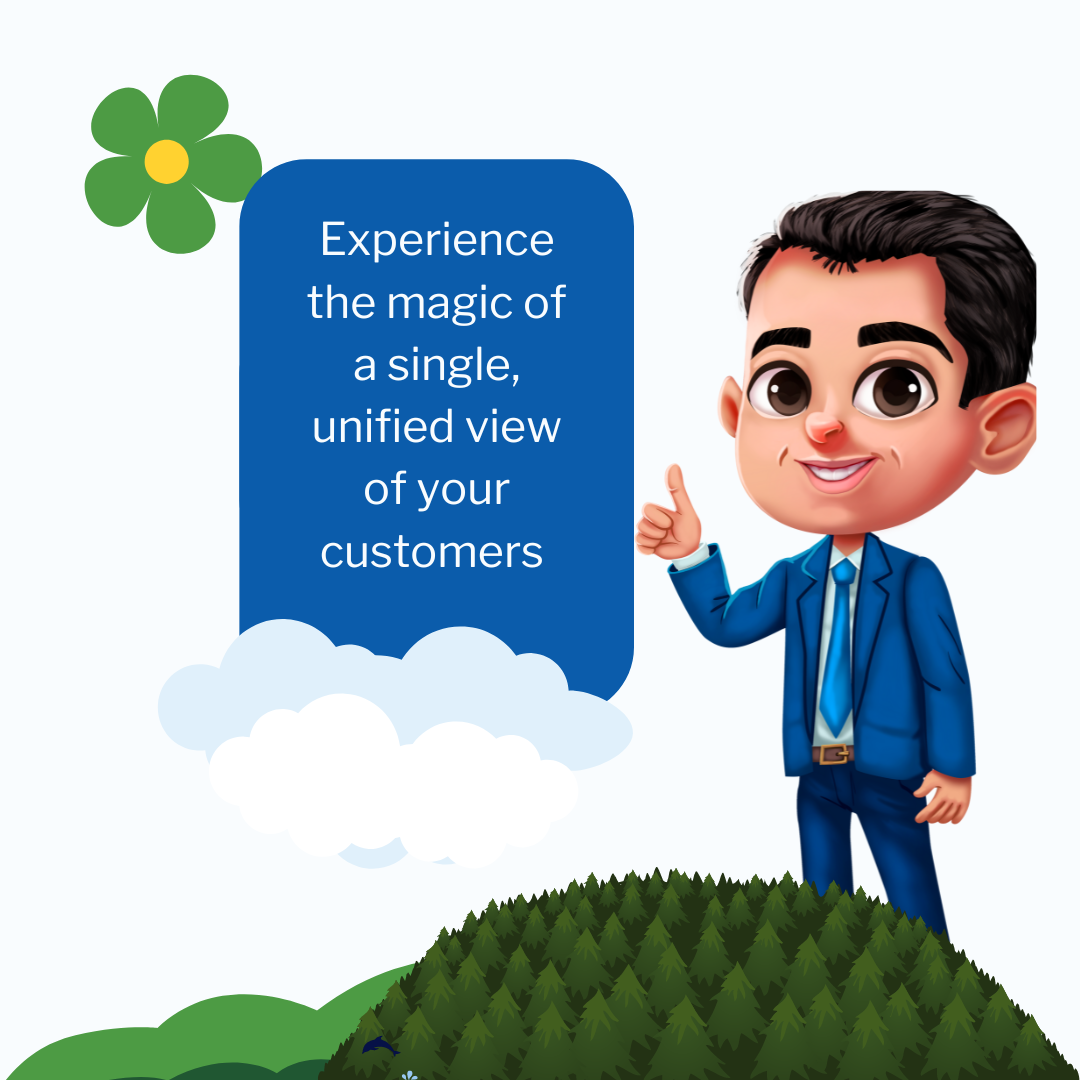 Experience
the magic of
a single,
unified view
of your
customers